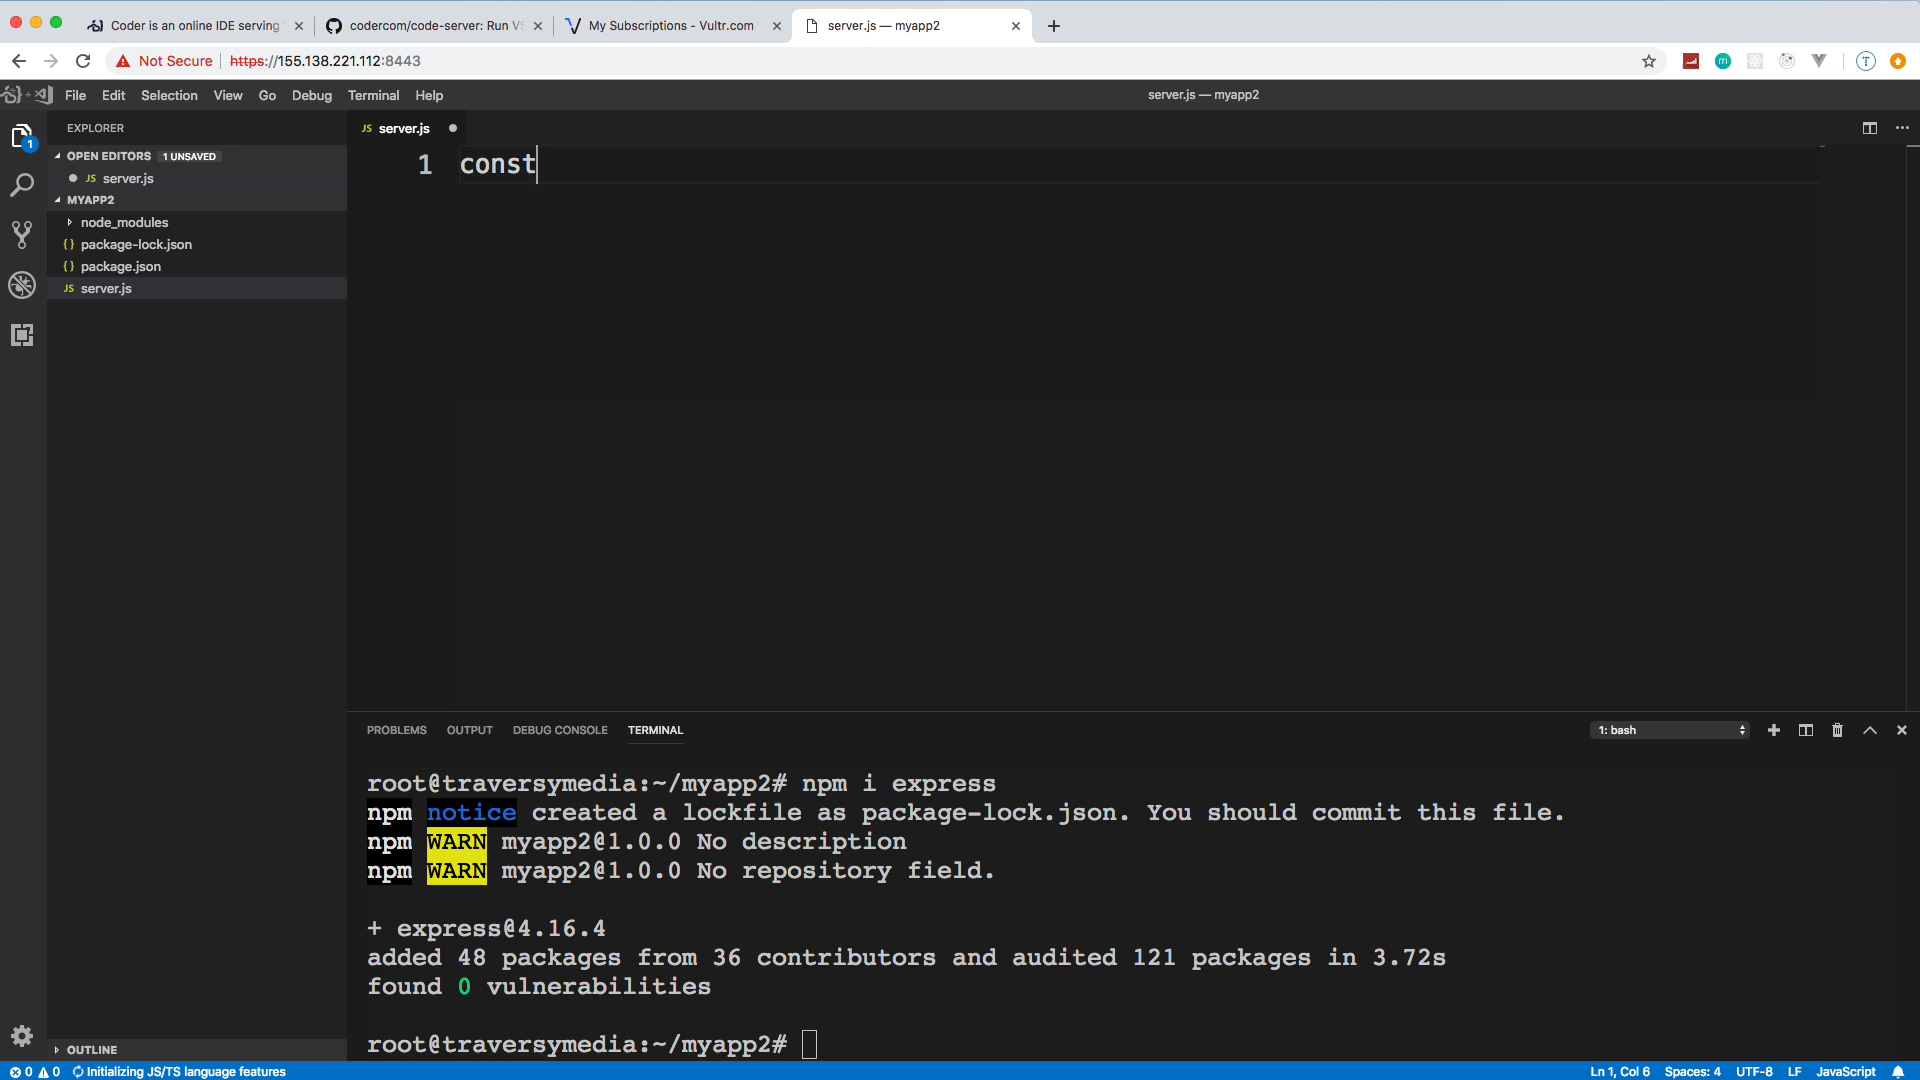 Coder is an online IDE serving
codercom/code-server: Run VS
My Subscriptions - Vultr.com
server.js — myapp2
Not Secure
https://155.138.221.112:8443
File Edit Selection View Go Debug Terminal Help
server.js — myapp2
1
EXPLORER
OPEN EDITORS 1 UNSAVED
JS server.js
MYAPP2
node_modules
{} package-lock.json
{} package.json
JS server.js
OUTLINE
JS server.js
1 const
PROBLEMS OUTPUT DEBUG CONSOLE TERMINAL
1: bash
root@traversymedia:~/myapp2# npm i express
npm notice created a lockfile as package-lock.json. You should commit this file.
npm WARN myapp2@1.0.0 No description
npm WARN myapp2@1.0.0 No repository field.
+ express@4.16.4
added 48 packages from 36 contributors and audited 121 packages in 3.72s
found 0 vulnerabilities
root@traversymedia:~/myapp2#
0 0 Initializing JS/TS language features
Ln 1, Col 6 Spaces: 4 UTF-8 LF JavaScript